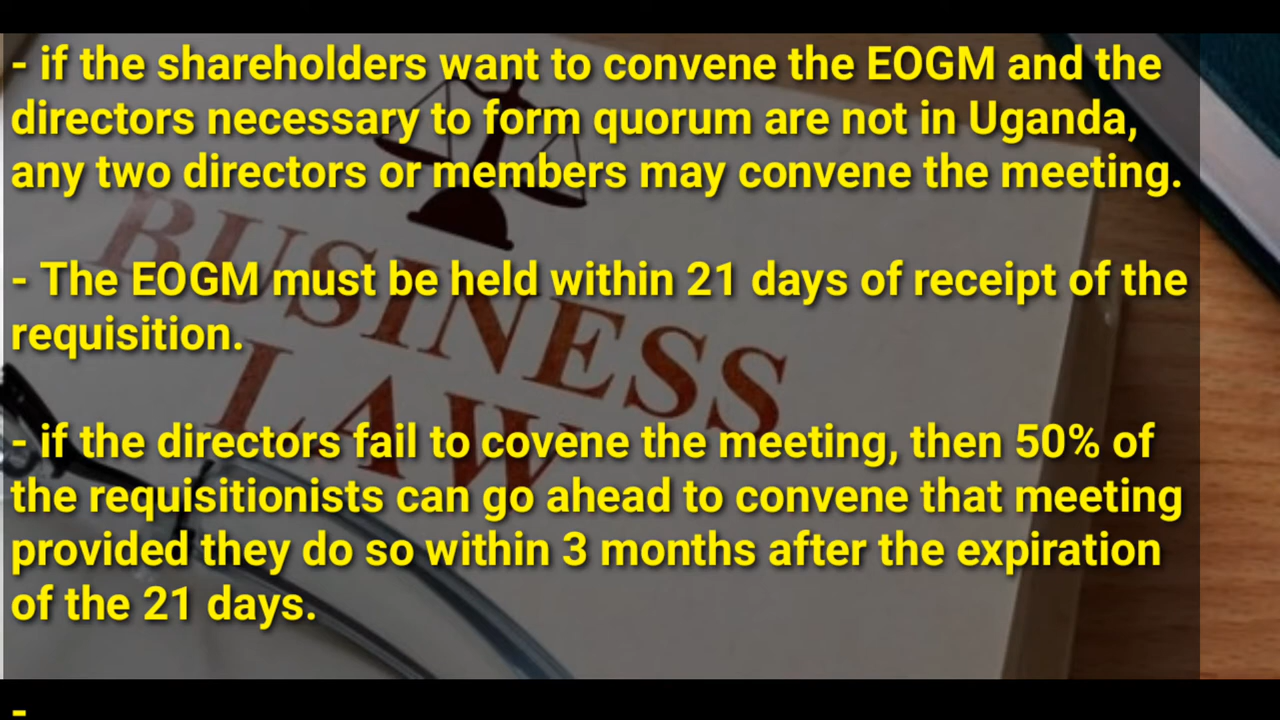 - if the shareholders want to convene the EOGM and the
directors necessary to form quorum are not in Uganda,
any two directors or members may convene the meeting.
- The EOGM must be held within 21 days of receipt of the
requisition.
- if the directors fail to covene the meeting, then 50% of
the requisitionists can go ahead to convene that meeting
provided they do so within 3 months after the expiration
of the 21 days.
-
BUSINESS
LAW